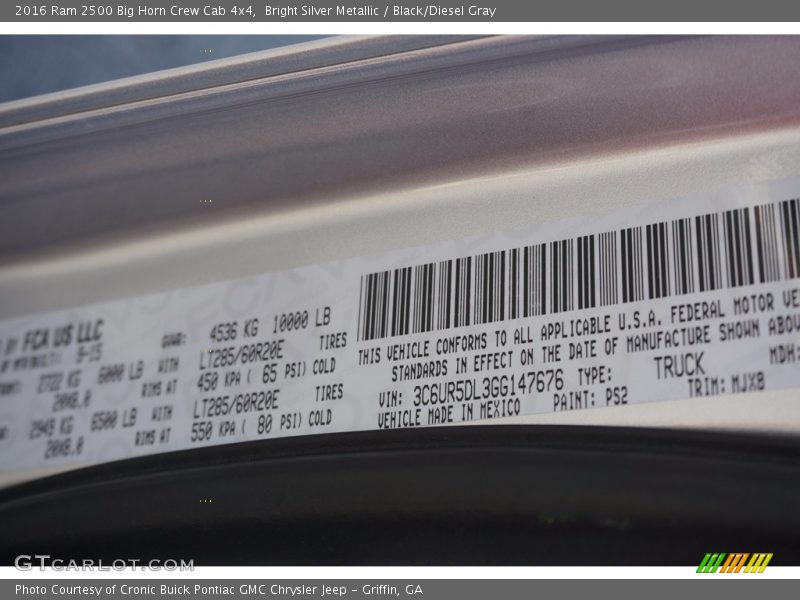 2016 Ram 2500 Big Horn Crew Cab 4x4,  Bright Silver Metallic / Black/Diesel Gray
BY FCA US LLC
9-15
GVWR: 4536 KG 10000 LB
2722 KG 6000 LB WITH LT285/60R20E TIRES
20X8.0 RIMS AT 450 KPA ( 65 PSI) COLD
2949 KG 6500 LB WITH LT285/60R20E TIRES
20X8.0 RIMS AT 550 KPA ( 80 PSI) COLD
THIS VEHICLE CONFORMS TO ALL APPLICABLE U.S.A. FEDERAL MOTOR VE
STANDARDS IN EFFECT ON THE DATE OF MANUFACTURE SHOWN ABOV
VIN: 3C6UR5DL3GG147676 TYPE: TRUCK MDH:
VEHICLE MADE IN MEXICO PAINT: PS2 TRIM: MJX8
GTCARLOT.COM
Photo Courtesy of Cronic Buick Pontiac GMC Chrysler Jeep - Griffin, GA